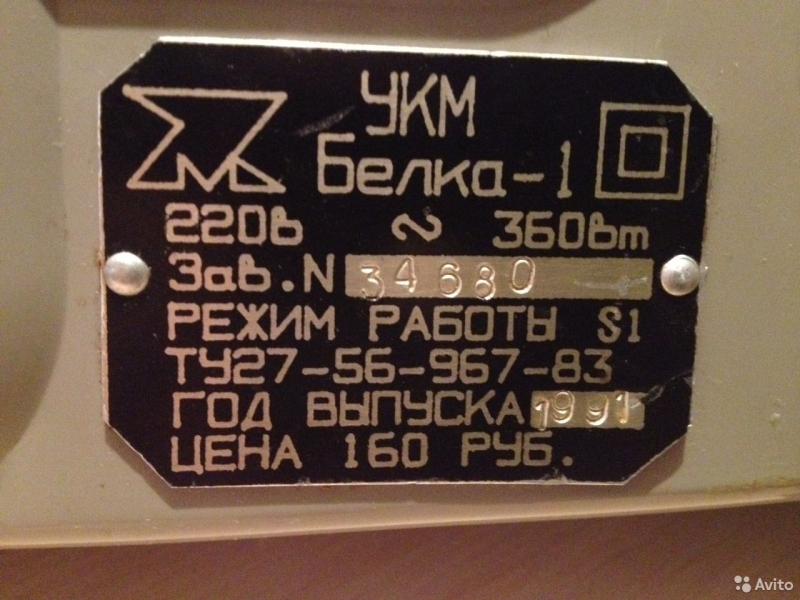 УКМ
Белка-1
220в ~ 360вт
Зав.N 34680
РЕЖИМ РАБОТЫ S1
ТУ27-56-967-83
ГОД ВЫПУСКА 1991
ЦЕНА 160 РУБ.
Avito